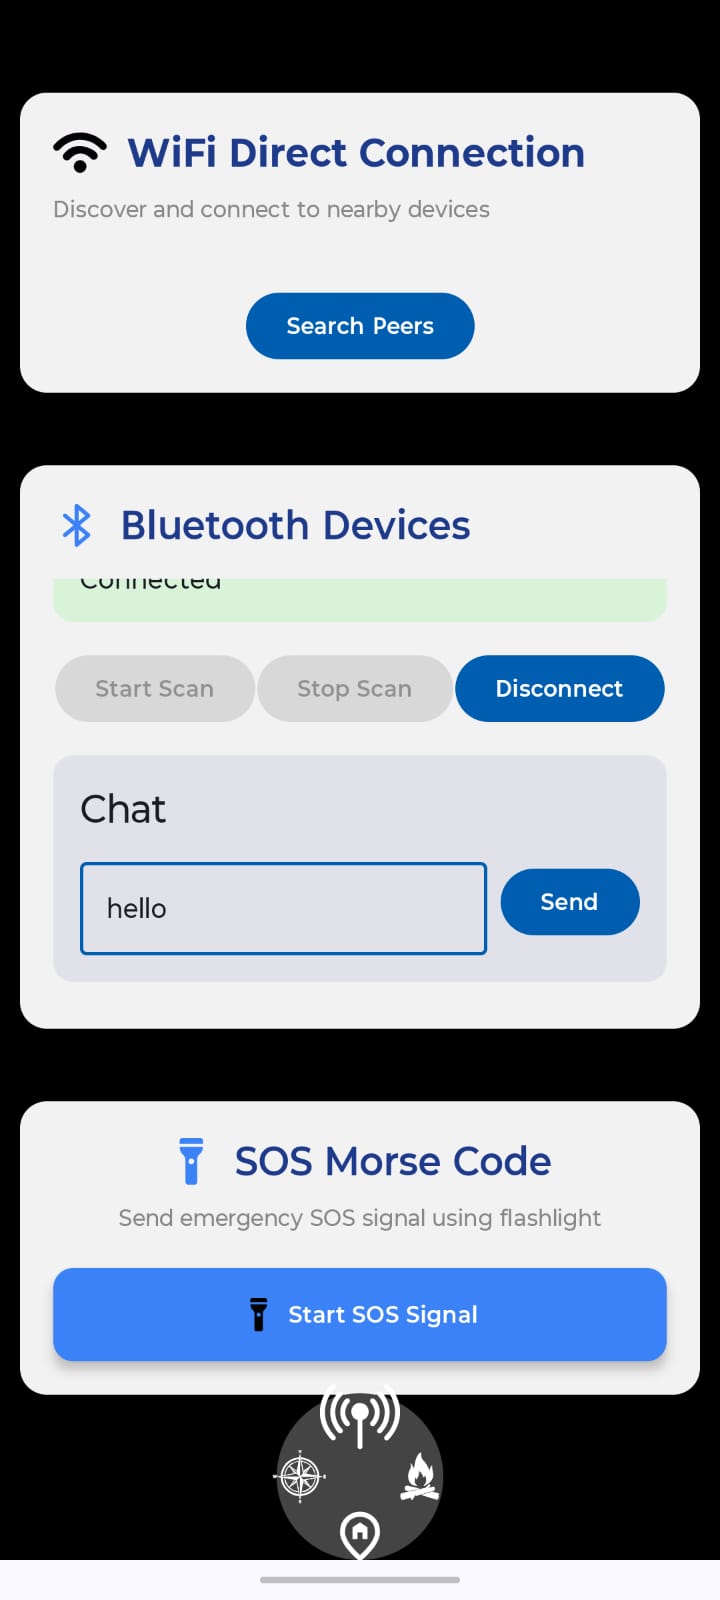 WiFi Direct Connection
Discover and connect to nearby devices
Search Peers
Bluetooth Devices
Connected
Start Scan
Stop Scan
Disconnect
Chat
hello
Send
SOS Morse Code
Send emergency SOS signal using flashlight
Start SOS Signal